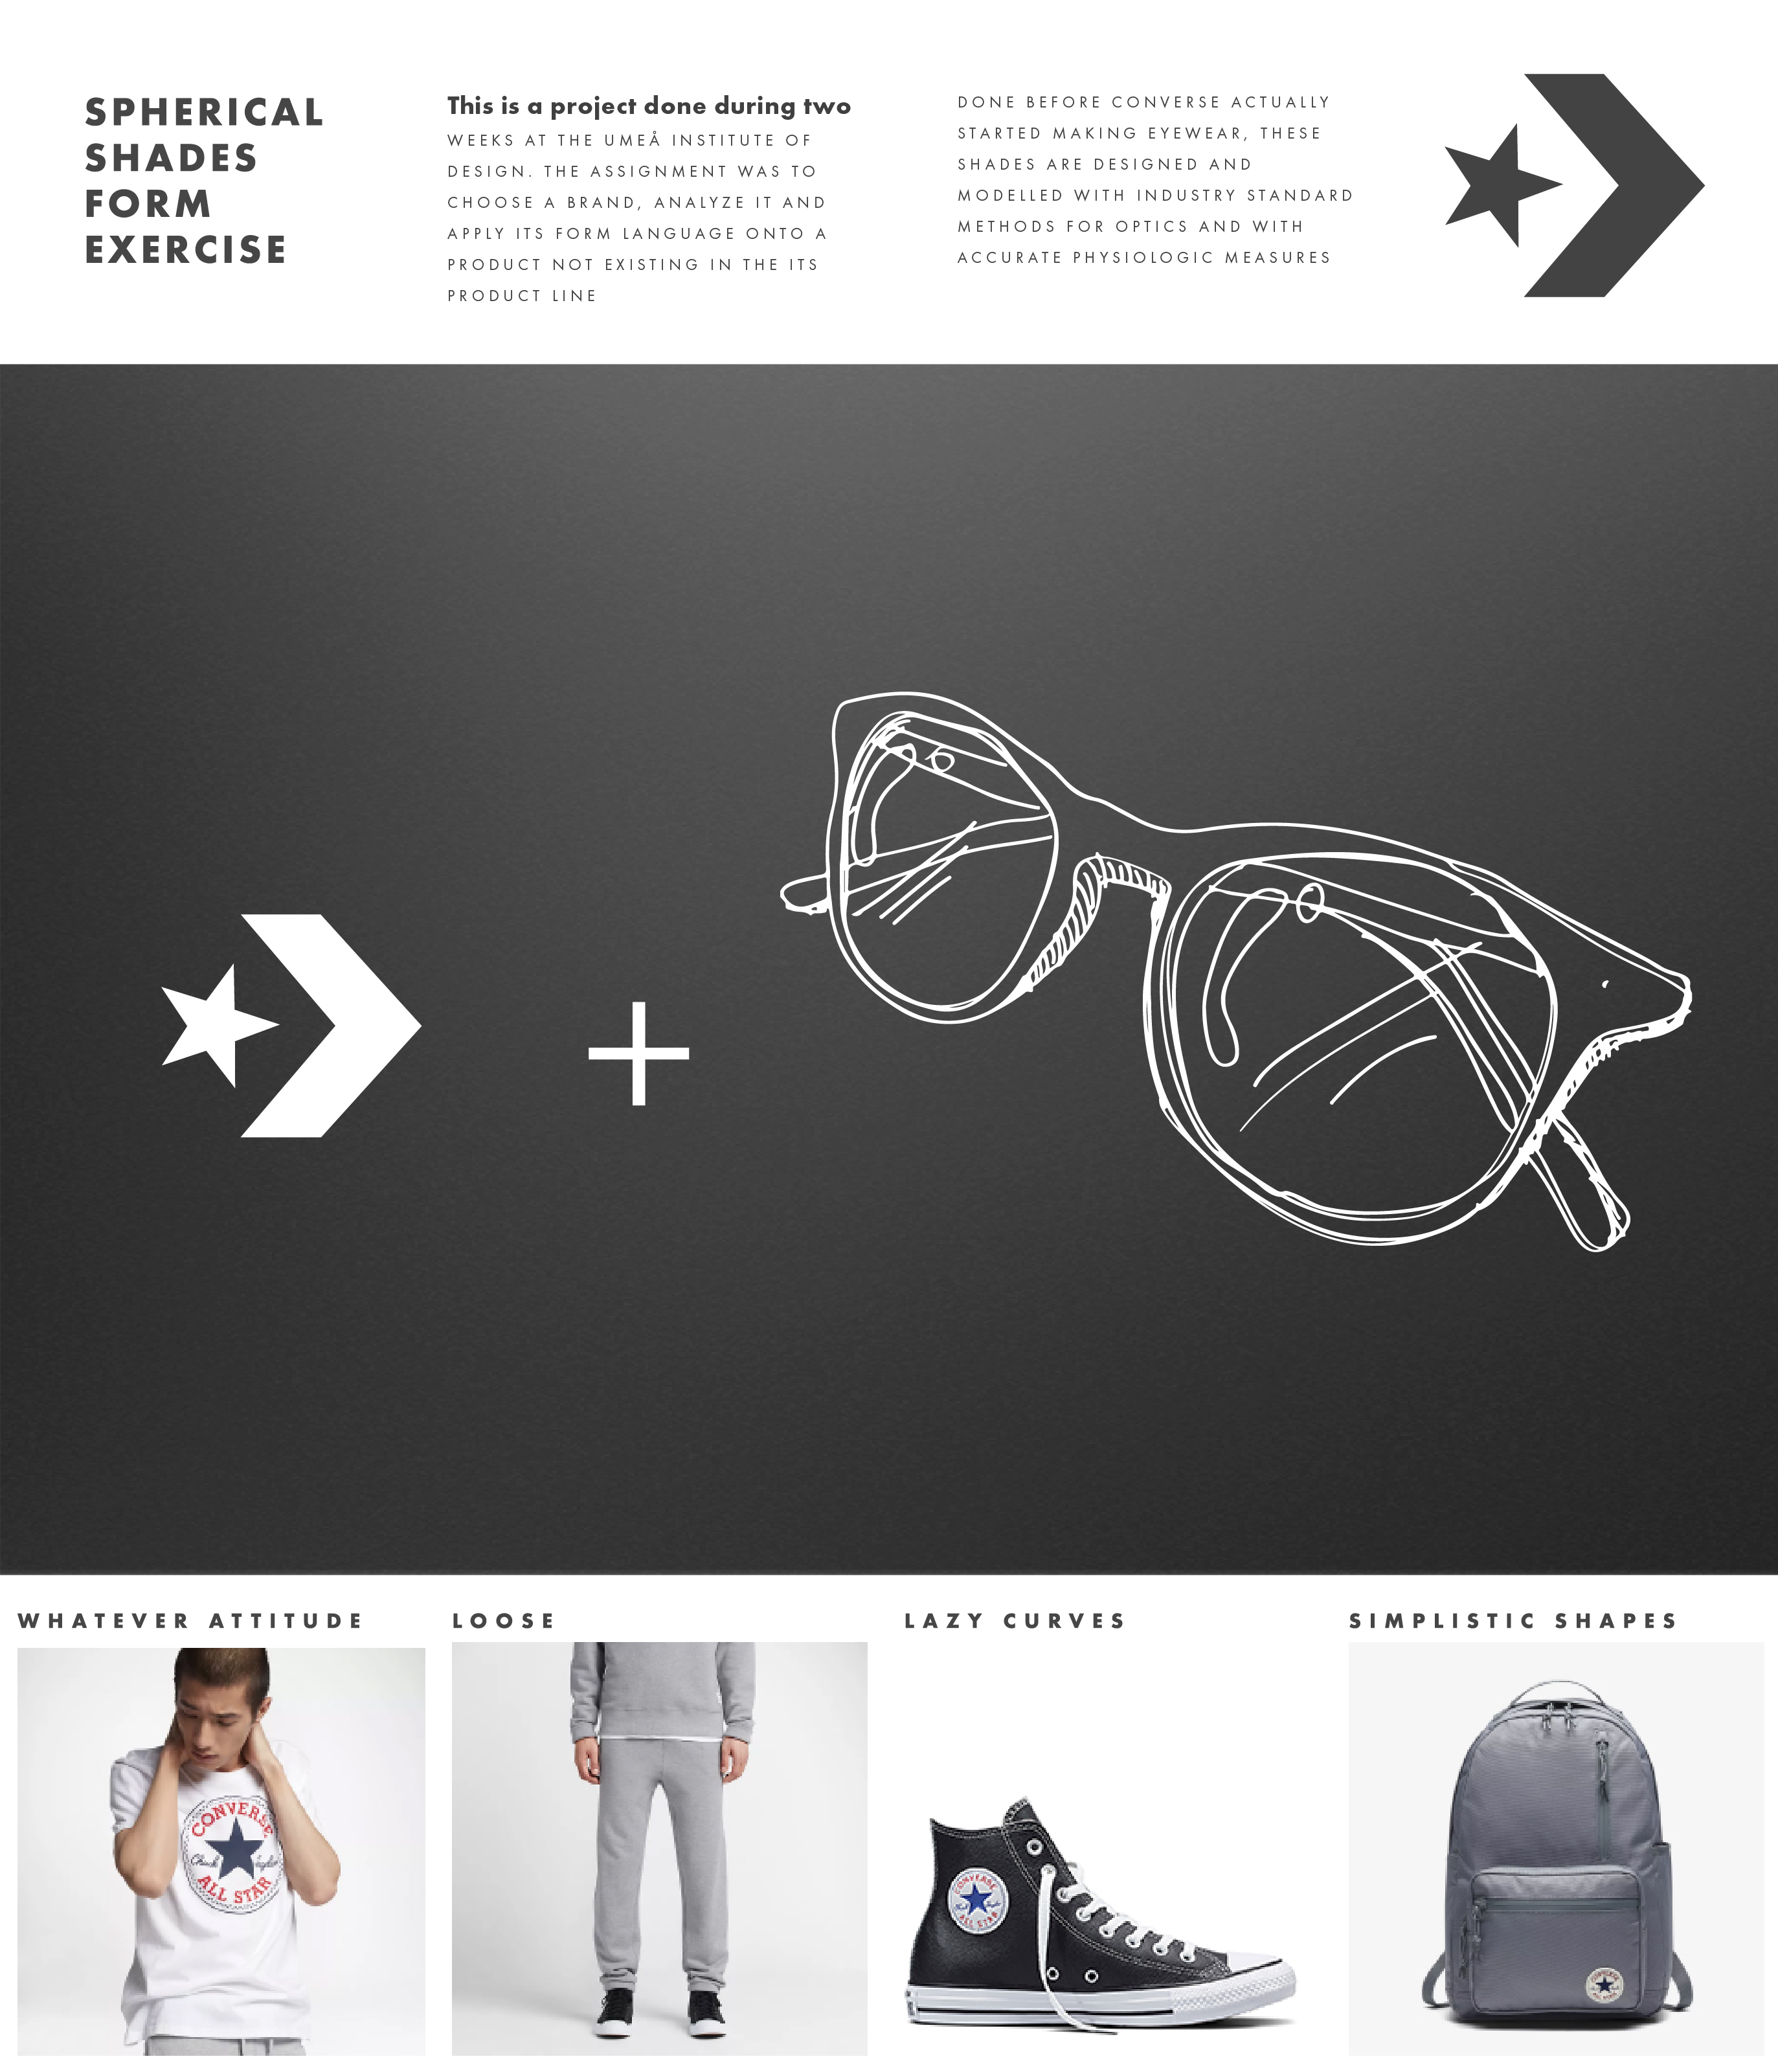 SPHERICAL
SHADES
FORM
EXERCISE
This is a project done during two
WEEKS AT THE UMEÅ INSTITUTE OF
DESIGN. THE ASSIGNMENT WAS TO
CHOOSE A BRAND, ANALYZE IT AND
APPLY ITS FORM LANGUAGE ONTO A
PRODUCT NOT EXISTING IN THE ITS
PRODUCT LINE
DONE BEFORE CONVERSE ACTUALLY
STARTED MAKING EYEWEAR, THESE
SHADES ARE DESIGNED AND
MODELLED WITH INDUSTRY STANDARD
METHODS FOR OPTICS AND WITH
ACCURATE PHYSIOLOGIC MEASURES
WHATEVER ATTITUDE
LOOSE
LAZY CURVES
SIMPLISTIC SHAPES
CONVERSE
Chuck Taylor
ALL STAR
CONVERSE
ALL STAR
CONVERSE
ALL STAR